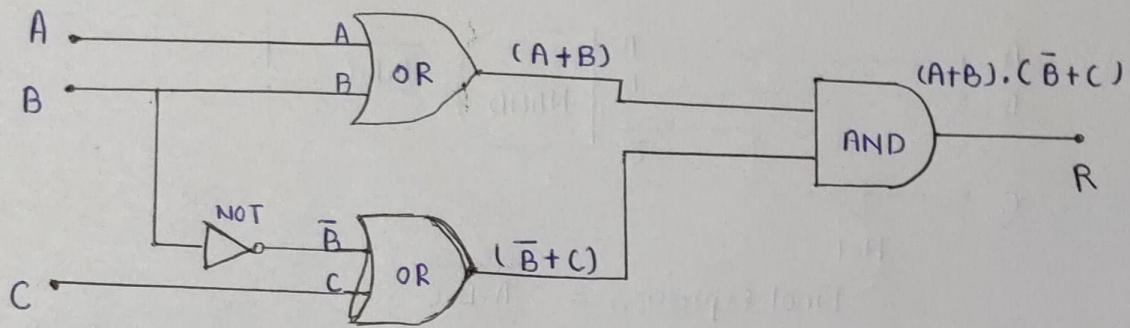 A
A
(A+B)
(A+B).(B̅+C)
OR
B
B
AND
R
NOT
B̅
(B̅+C)
OR
C
C